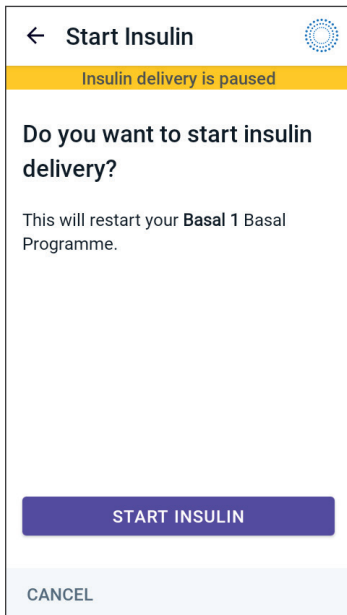 Start Insulin
Insulin delivery is paused
Do you want to start insulin
delivery?
This will restart your Basal 1 Basal
Programme.
START INSULIN
CANCEL